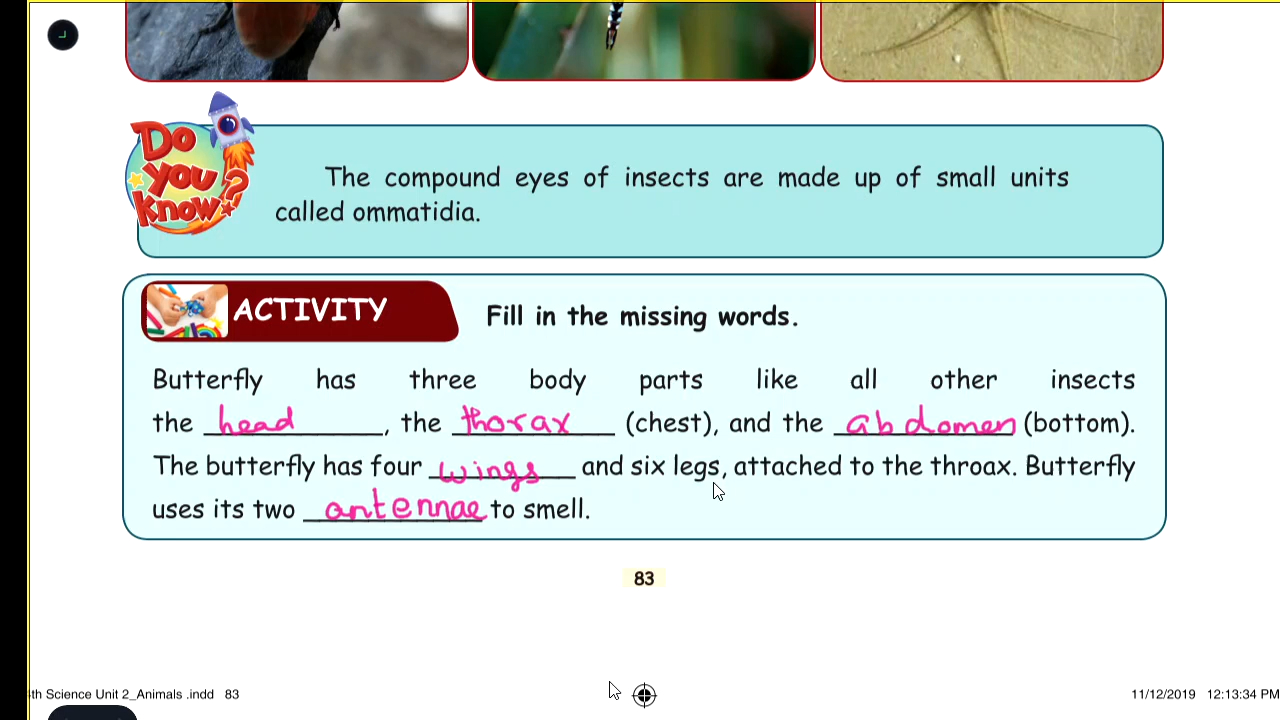 Do
you
know?
The compound eyes of insects are made up of small units
called ommatidia.
ACTIVITY
Fill in the missing words.
Butterfly has three body parts like all other insects
the head, the thorax (chest), and the abdomen (bottom).
The butterfly has four wings and six legs, attached to the throax. Butterfly
uses its two antennae to smell.
83
4th Science Unit 2_Animals .indd 83
11/12/2019 12:13:34 PM